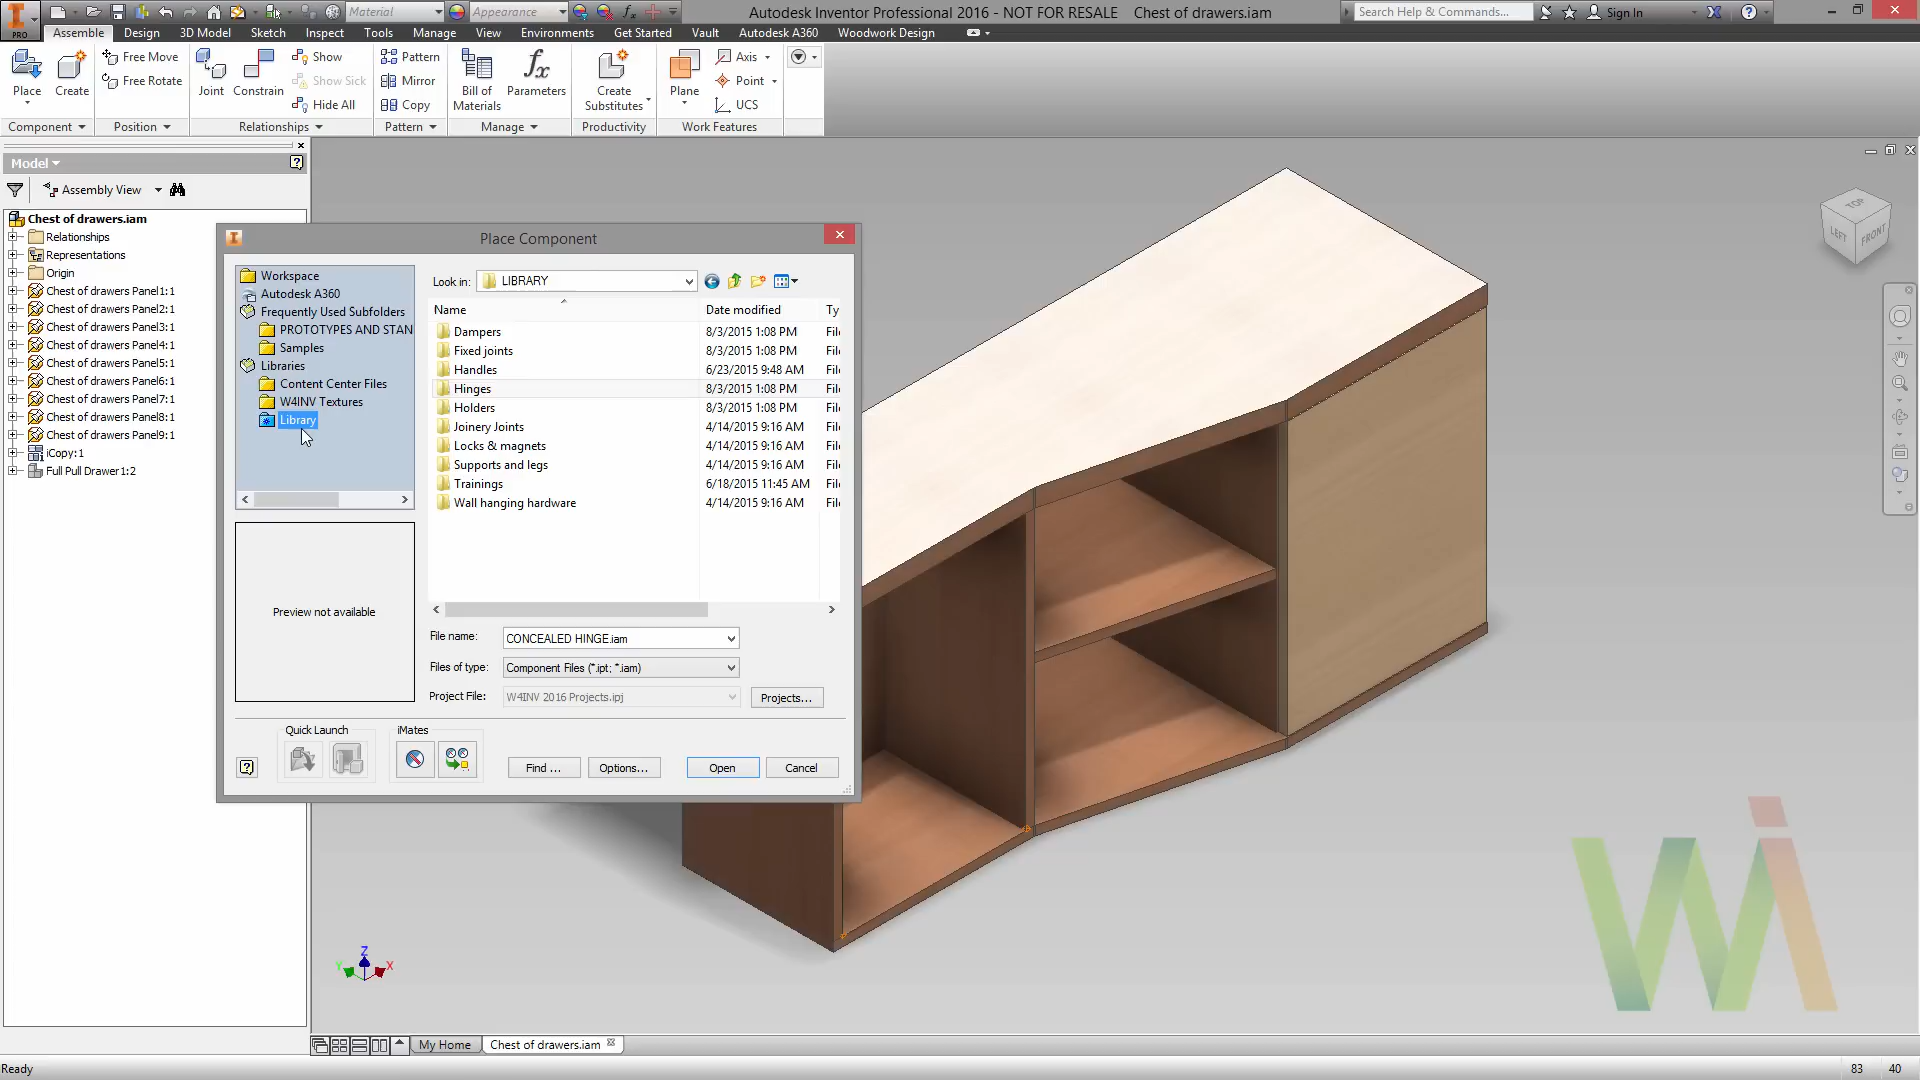 PRO
Material
Appearance
Autodesk Inventor Professional 2016 - NOT FOR RESALE Chest of drawers.iam
Search Help & Commands...
Sign In
Assemble Design 3D Model Sketch Inspect Tools Manage View Environments Get Started Vault Autodesk A360 Woodwork Design
Place
Create
Free Move
Free Rotate
Joint
Constrain
Show
Show Sick
Hide All
Pattern
Mirror
Copy
Bill of
Materials
fx
Parameters
Create
Substitutes
Plane
Axis
Point
UCS
Component Position Relationships Pattern Manage Productivity Work Features
Model
Assembly View
Chest of drawers.iam
Relationships
Representations
Origin
Chest of drawers Panel1:1
Chest of drawers Panel2:1
Chest of drawers Panel3:1
Chest of drawers Panel4:1
Chest of drawers Panel5:1
Chest of drawers Panel6:1
Chest of drawers Panel7:1
Chest of drawers Panel8:1
Chest of drawers Panel9:1
iCopy:1
Full Pull Drawer1:2
Place Component
Workspace
Autodesk A360
Frequently Used Subfolders
PROTOTYPES AND STAN
Samples
Libraries
Content Center Files
W4INV Textures
Library
Look in: LIBRARY
Name Date modified Ty
Dampers 8/3/2015 1:08 PM File
Fixed joints 8/3/2015 1:08 PM File
Handles 6/23/2015 9:48 AM File
Hinges 8/3/2015 1:08 PM File
Holders 8/3/2015 1:08 PM File
Joinery Joints 4/14/2015 9:16 AM File
Locks & magnets 4/14/2015 9:16 AM File
Supports and legs 4/14/2015 9:16 AM File
Trainings 6/18/2015 11:45 AM File
Wall hanging hardware 4/14/2015 9:16 AM File
Preview not available
File name: CONCEALED HINGE.iam
Files of type: Component Files (*.ipt; *.iam)
Project File: W4INV 2016 Projects.ipj
Projects...
Quick Launch
iMates
Find ...
Options...
Open
Cancel
TOP
LEFT
FRONT
Z
Y
X
Wi
My Home
Chest of drawers.iam
Ready
83
40